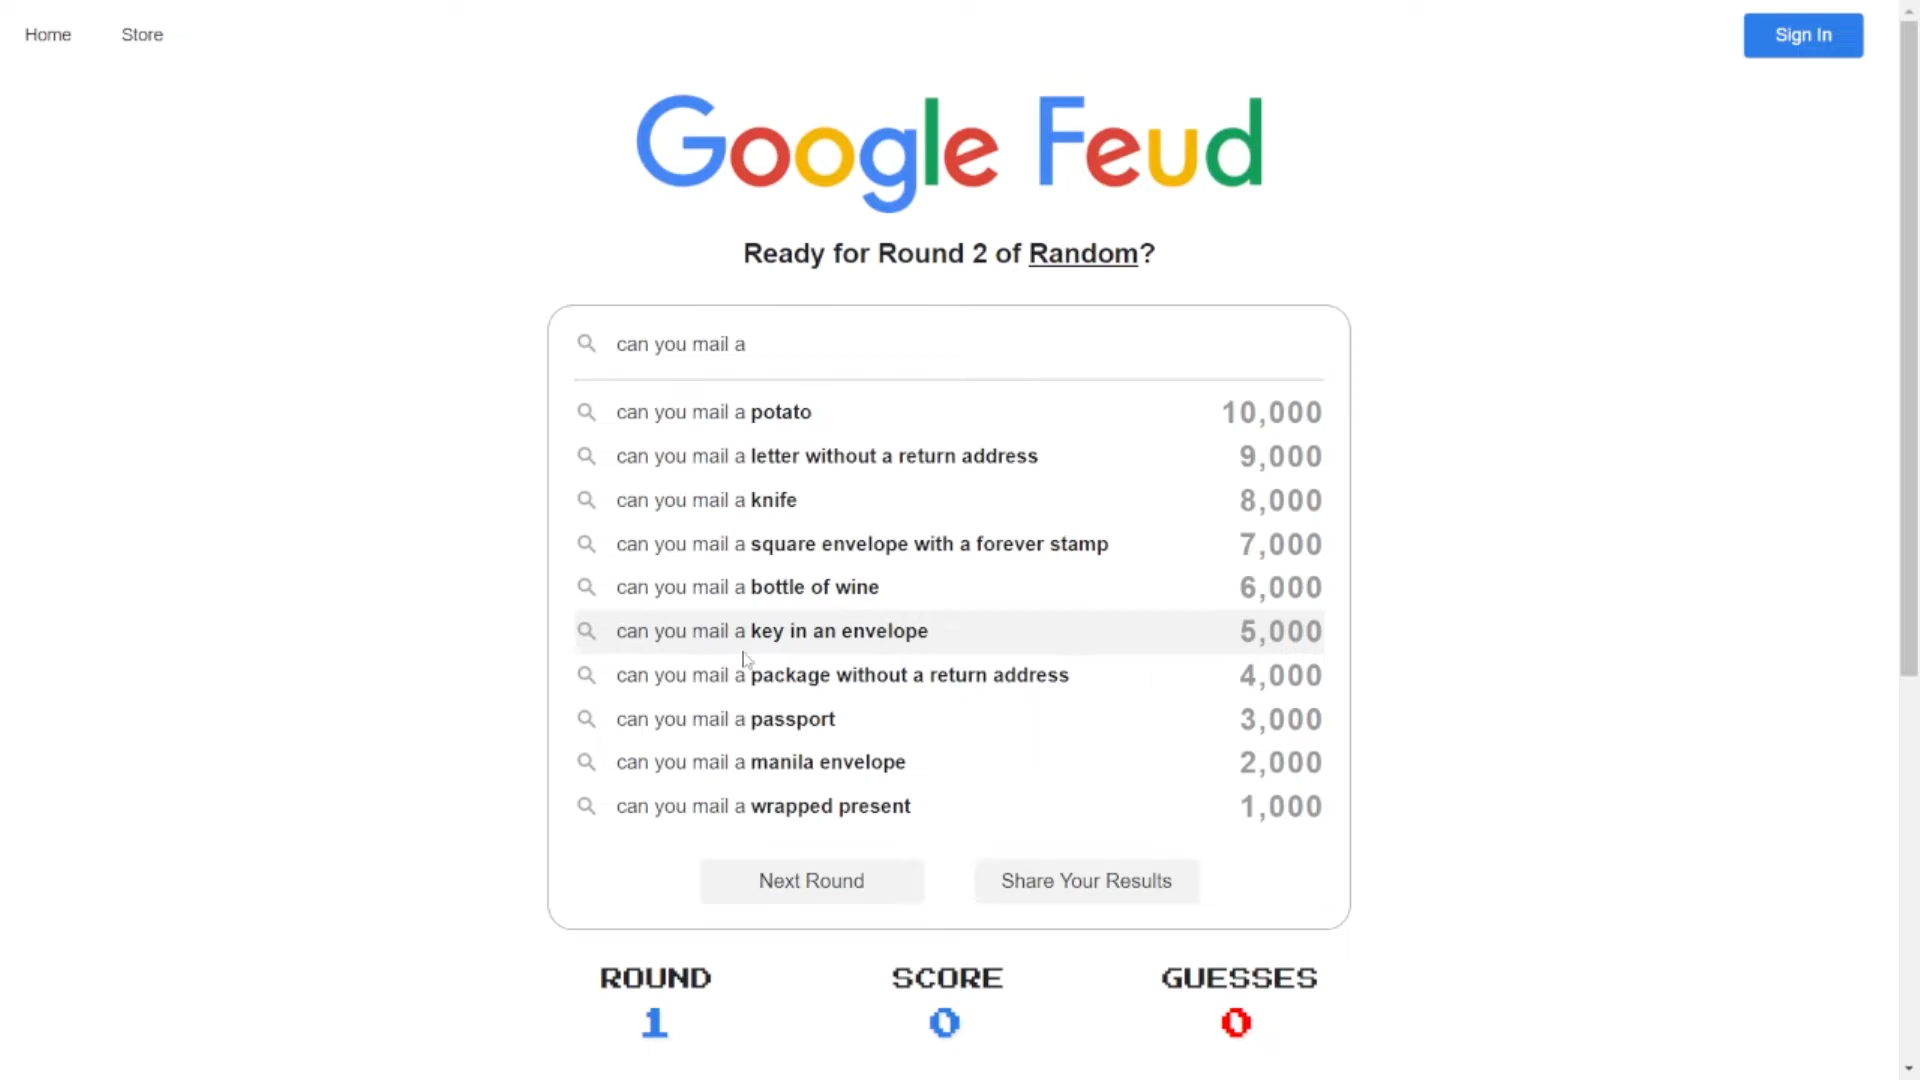 Home Store Sign In
Google Feud
Ready for Round 2 of Random?
can you mail a
can you mail a potato 10,000
can you mail a letter without a return address 9,000
can you mail a knife 8,000
can you mail a square envelope with a forever stamp 7,000
can you mail a bottle of wine 6,000
can you mail a key in an envelope 5,000
can you mail a package without a return address 4,000
can you mail a passport 3,000
can you mail a manila envelope 2,000
can you mail a wrapped present 1,000
Next Round Share Your Results
ROUND SCORE GUESSES
1 0 0